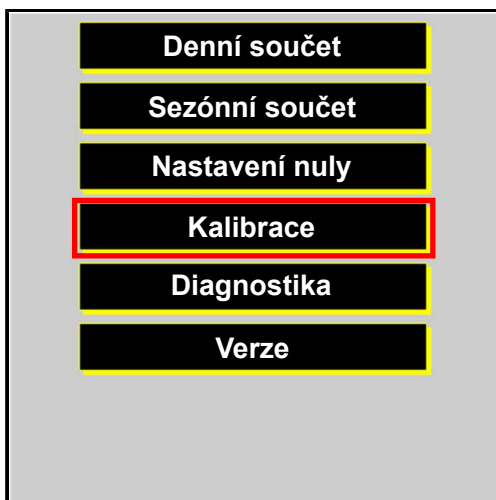 Denní součet
Sezónní součet
Nastavení nuly
Kalibrace
Diagnostika
Verze